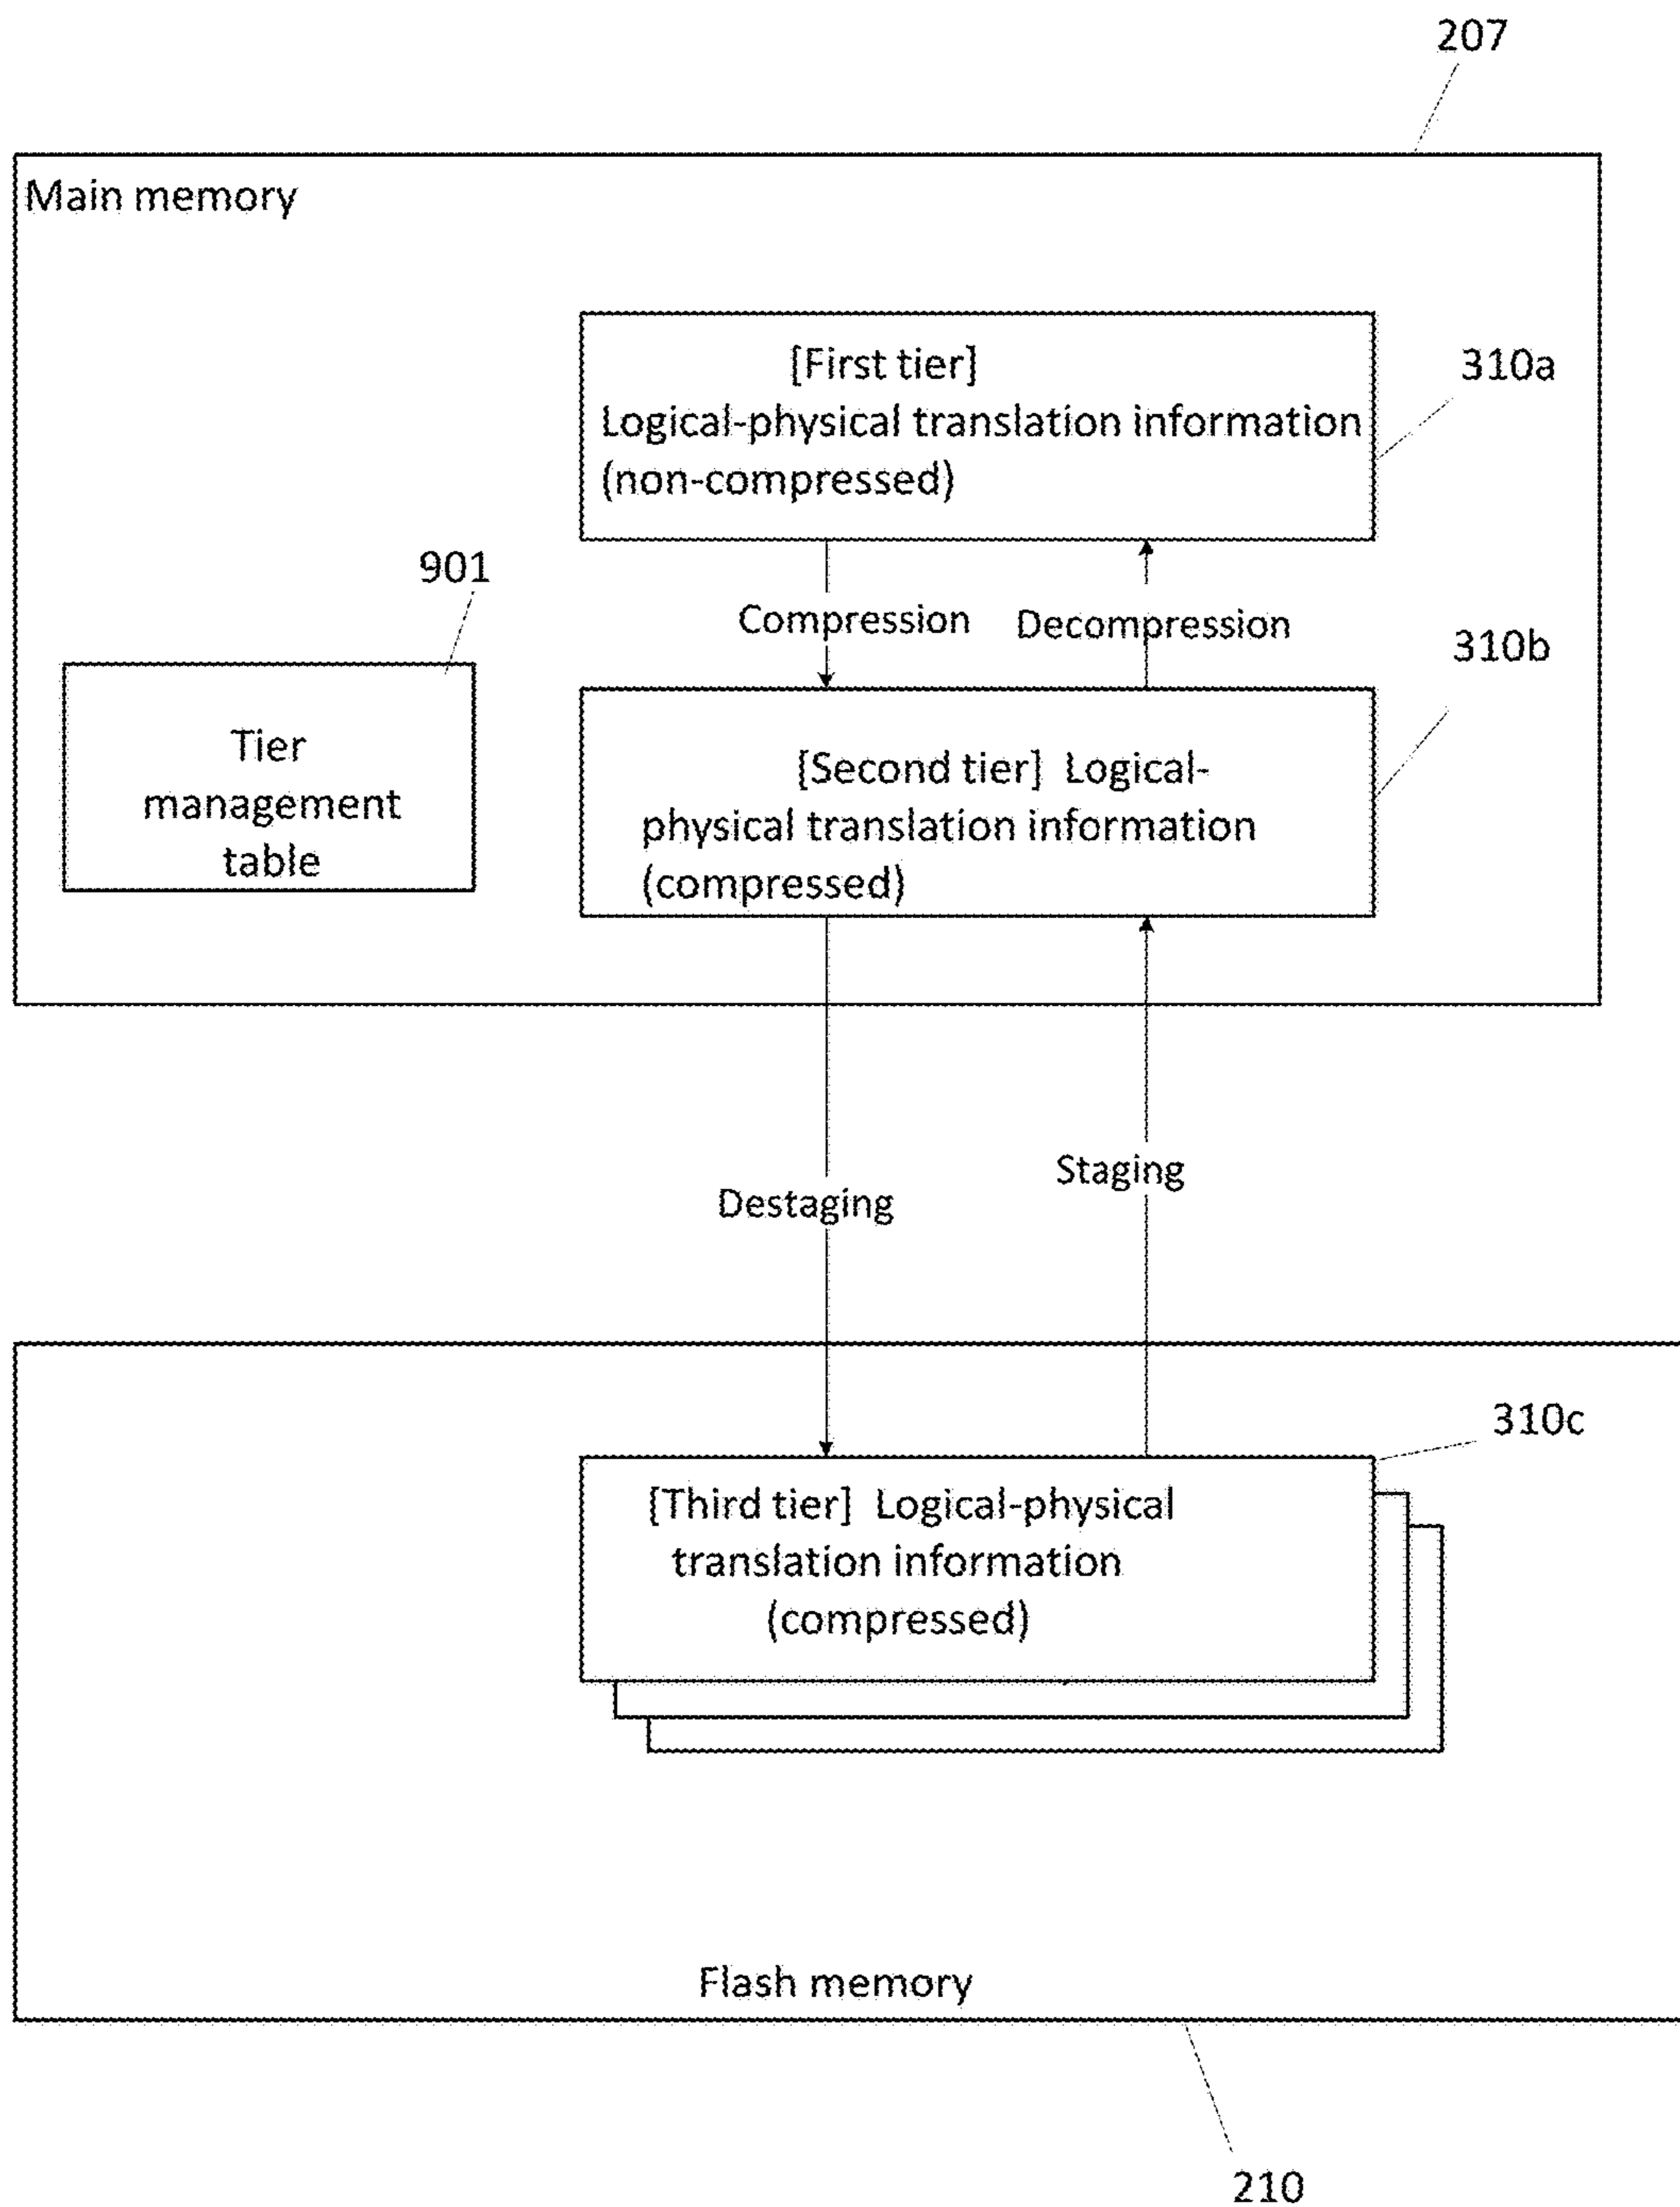 207
Main memory
[First tier]
310a
Logical-physical translation information
(non-compressed)
901
Compression
Decompression
310b
Tier
management
table
[Second tier] Logical-
physical translation information
(compressed)
Staging
Destaging
310c
[Third tier] Logical-physical
translation information
(compressed)
Flash memory
210